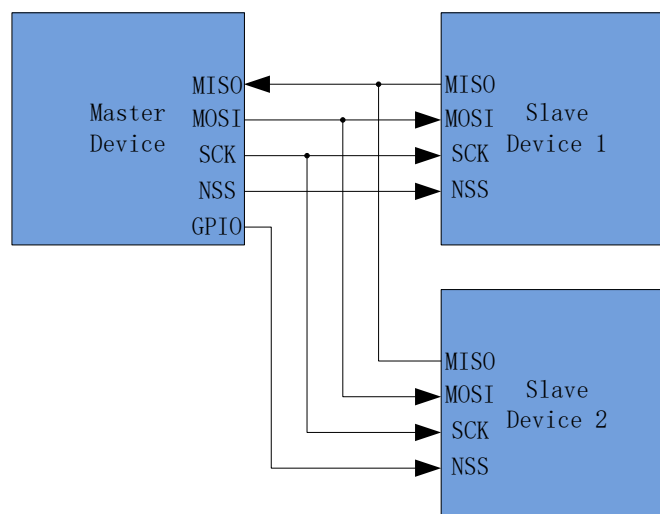 Master
Device
MISO
MOSI
SCK
NSS
GPIO
MISO
MOSI
SCK
NSS
Slave
Device 1
MISO
MOSI
SCK
NSS
Slave
Device 2